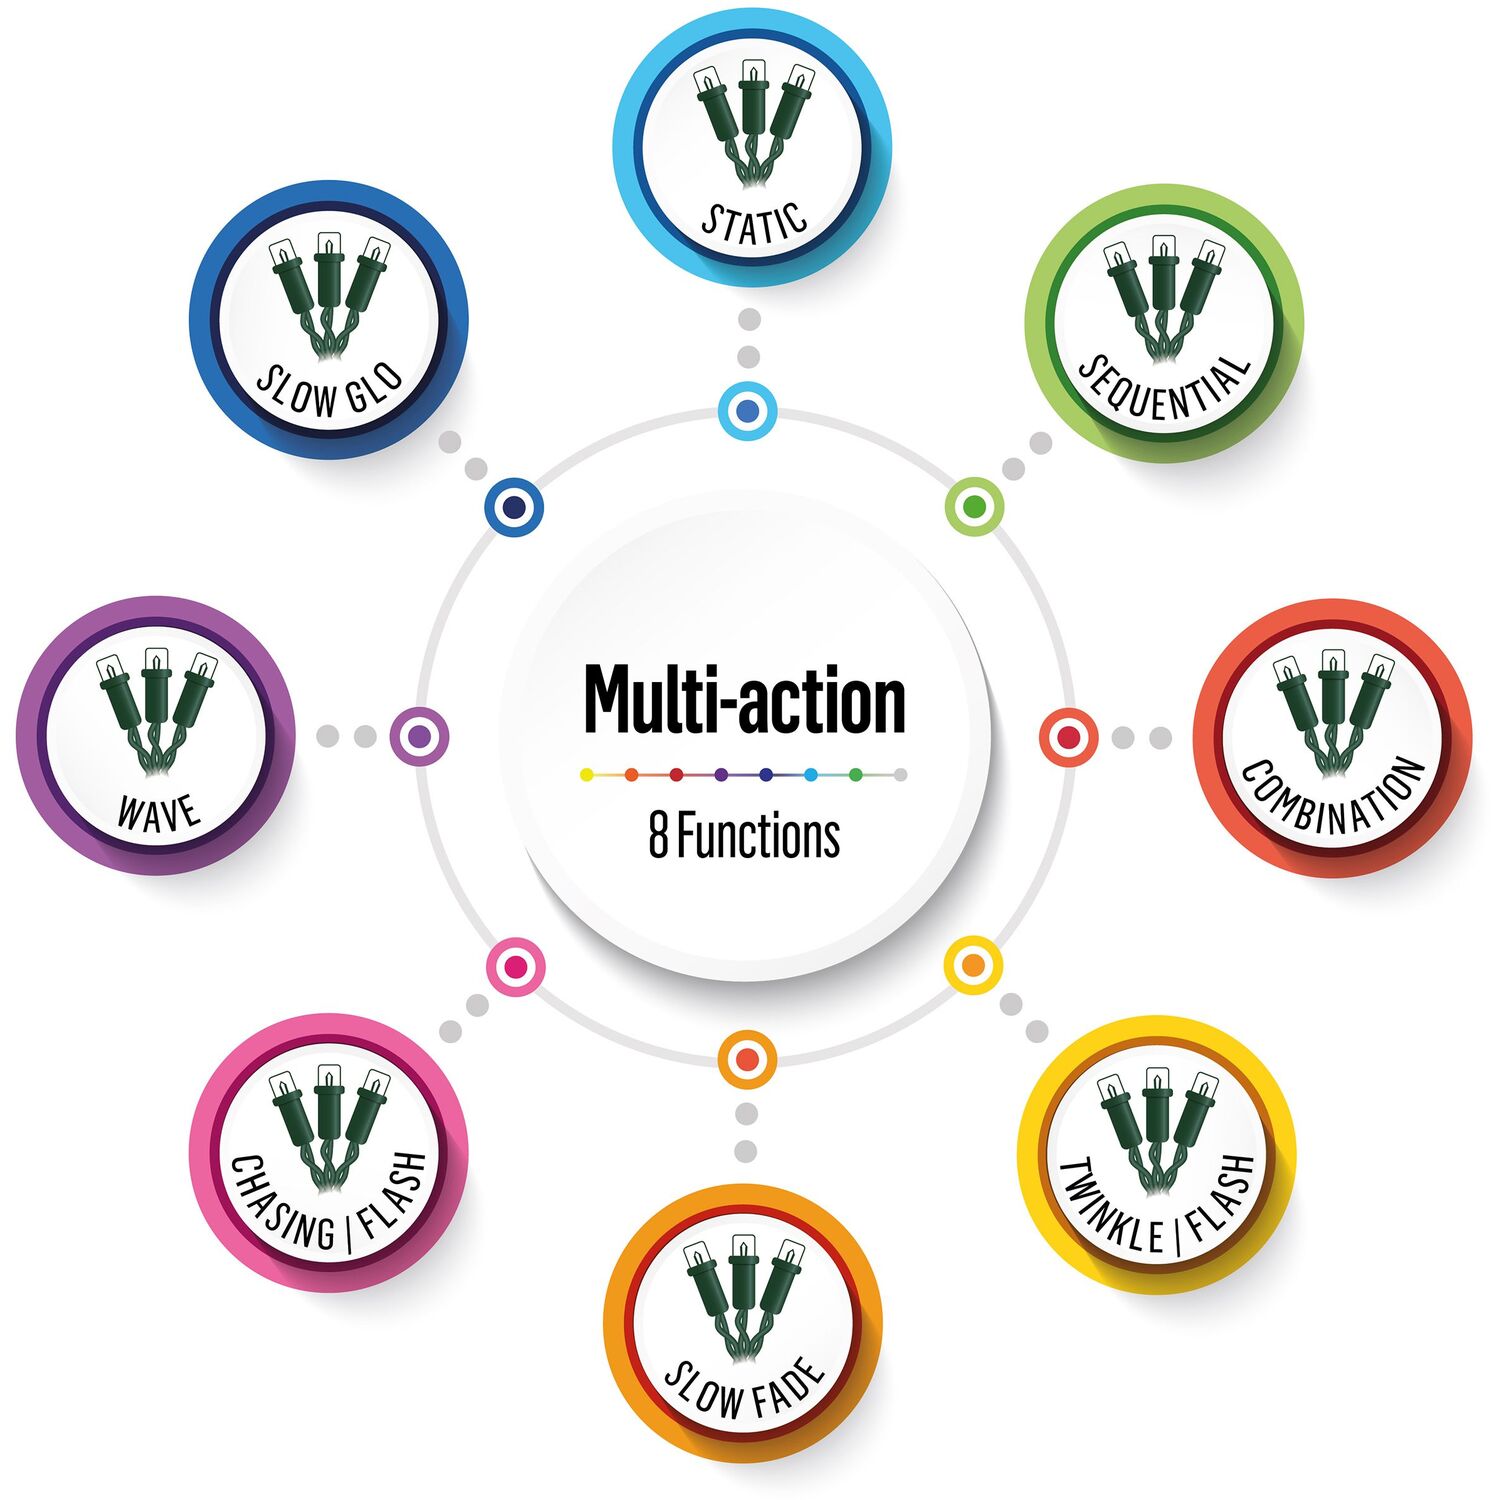 STATIC
SEQUENTIAL
COMBINATION
TWINKLE / FLASH
SLOW FADE
CHASING / FLASH
WAVE
SLOW GLO
Multi-action
8 Functions